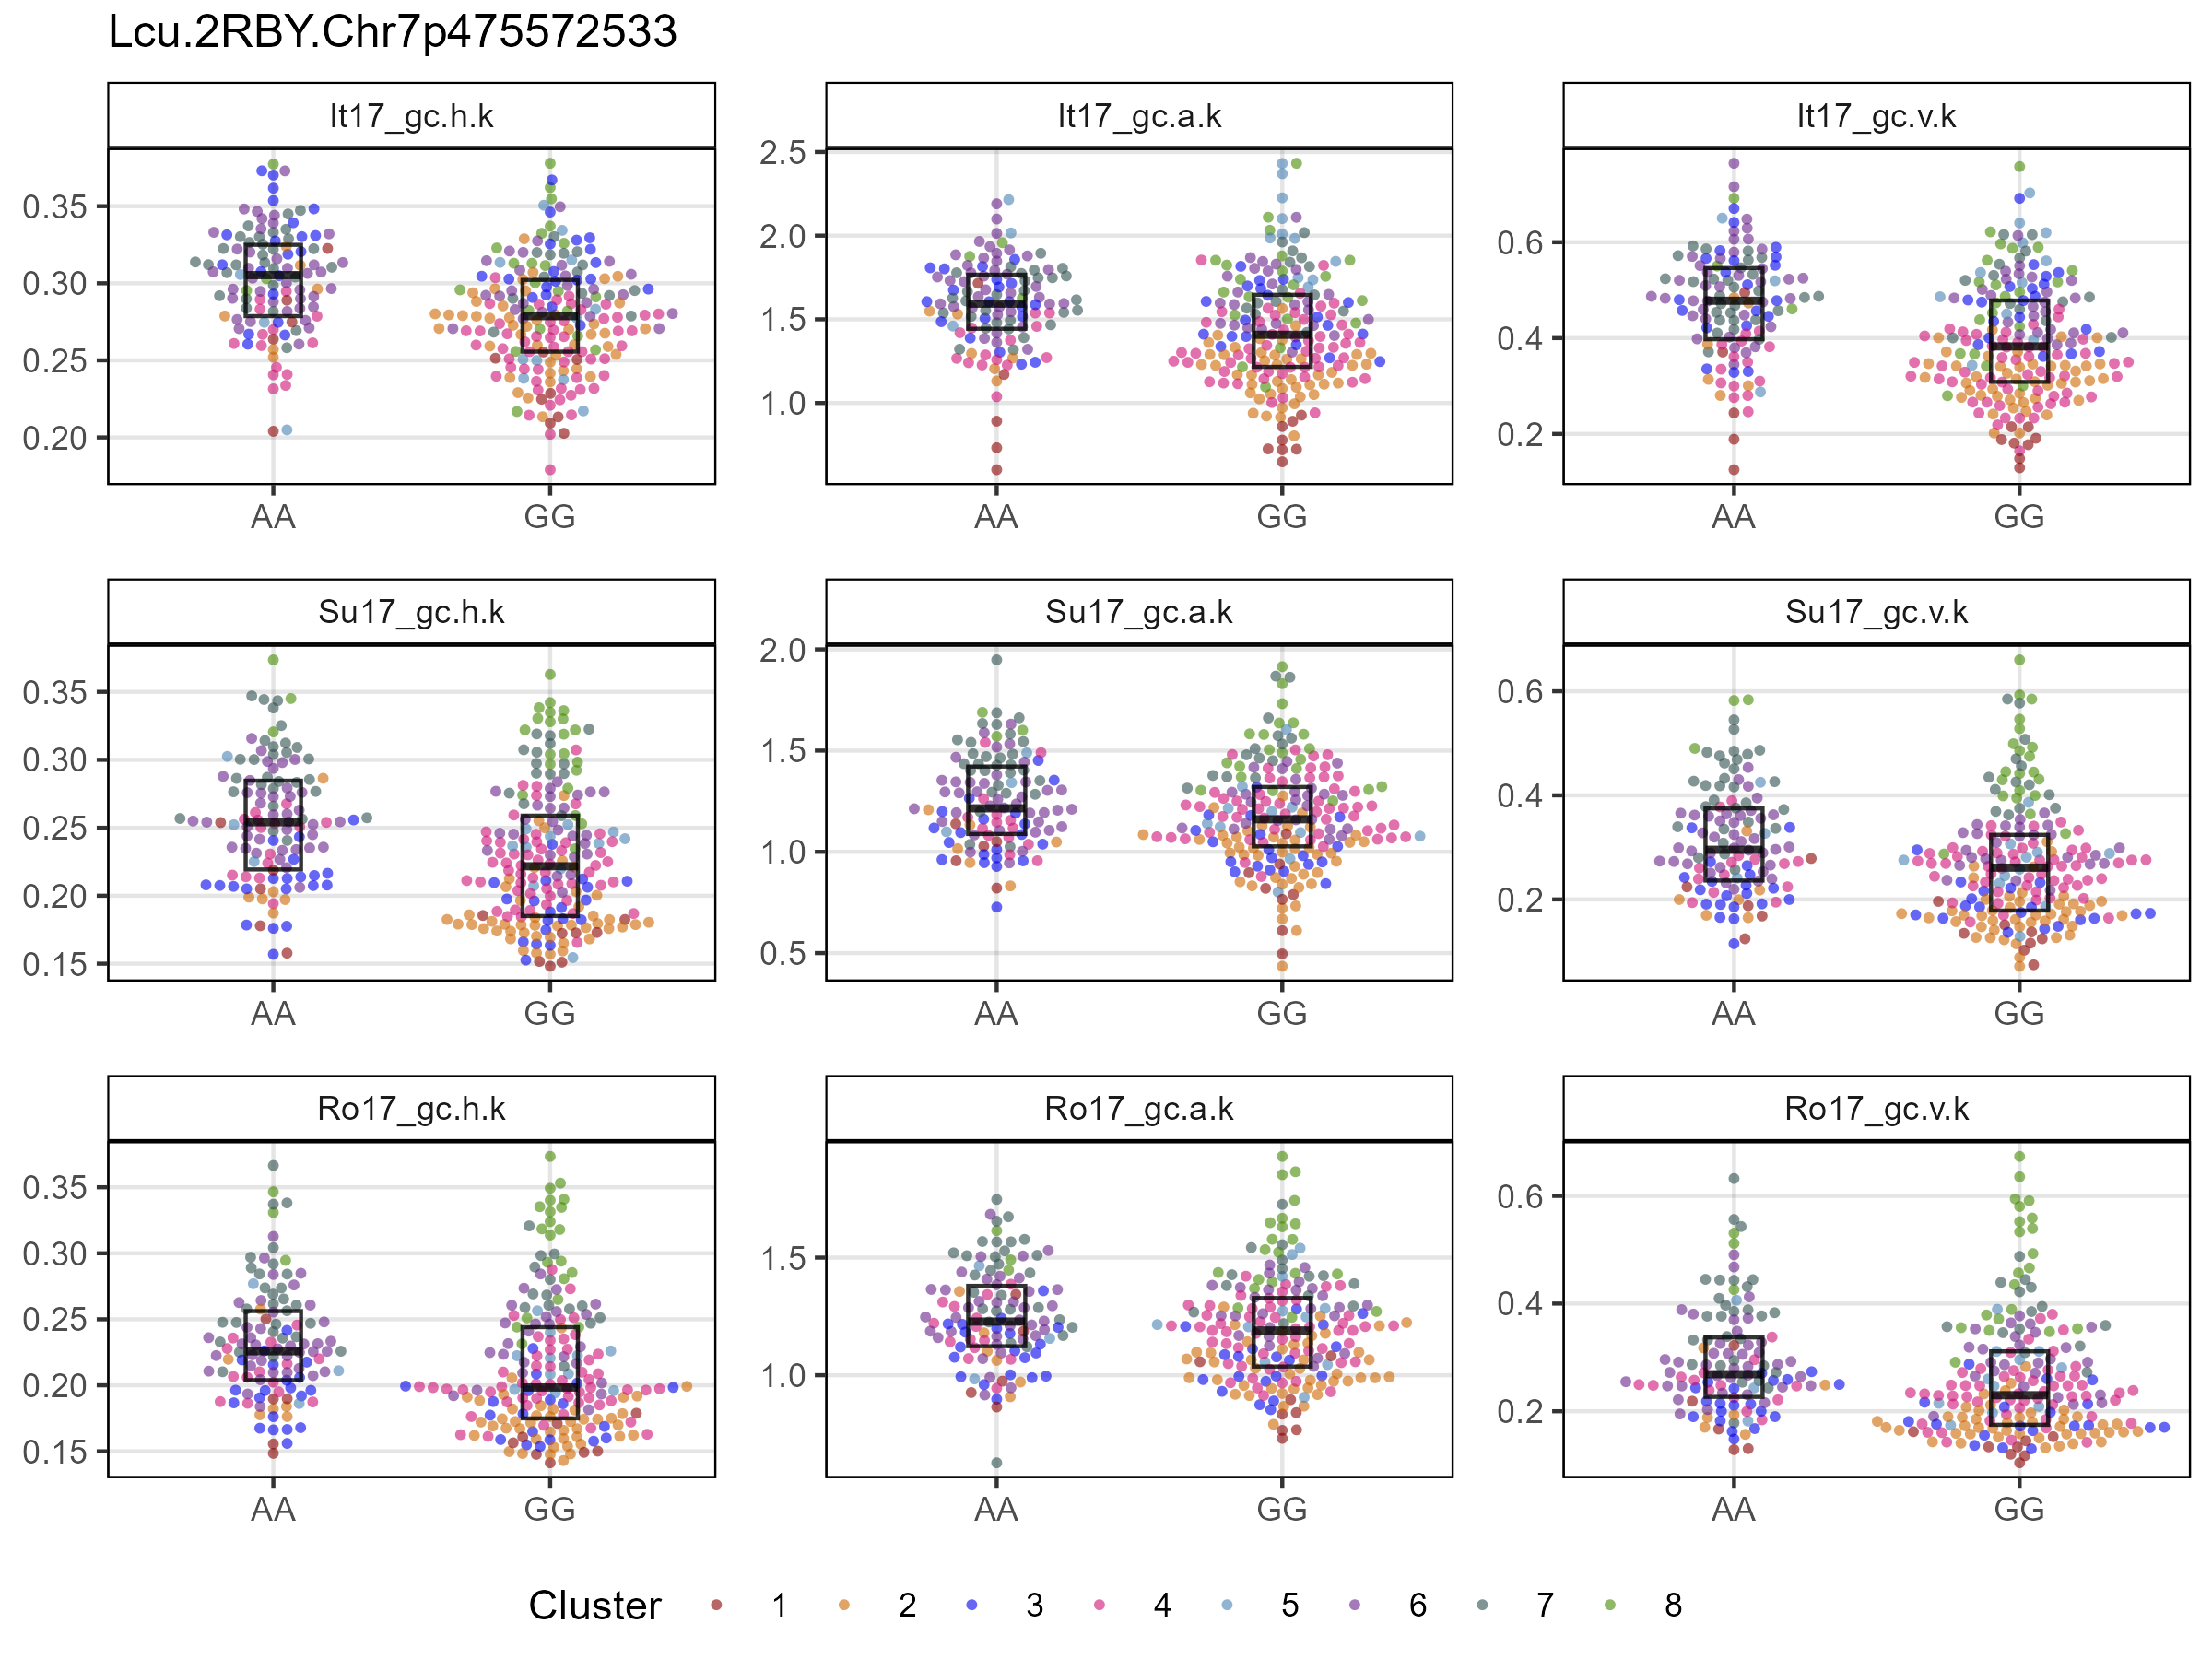 Lcu.2RBY.Chr7p475572533
It17_gc.h.k It17_gc.a.k It17_gc.v.k
0.35
0.30
0.25
0.20
AA GG
2.5
2.0
1.5
1.0
AA GG
0.6
0.4
0.2
AA GG
Su17_gc.h.k Su17_gc.a.k Su17_gc.v.k
0.35
0.30
0.25
0.20
0.15
AA GG
2.0
1.5
1.0
0.5
AA GG
0.6
0.4
0.2
AA GG
Ro17_gc.h.k Ro17_gc.a.k Ro17_gc.v.k
0.35
0.30
0.25
0.20
0.15
AA GG
1.5
1.0
AA GG
0.6
0.4
0.2
AA GG
Cluster 1 2 3 4 5 6 7 8